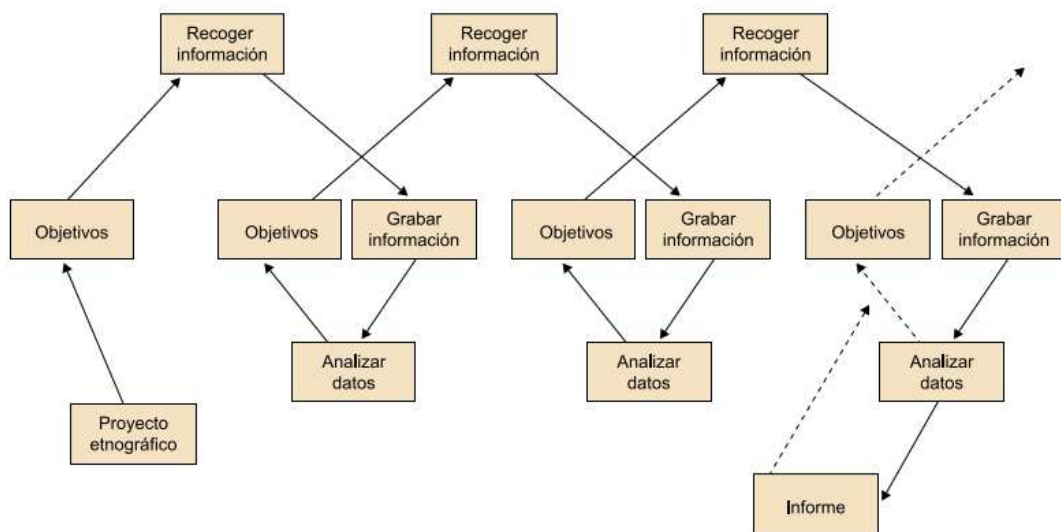 Recoger
información
Recoger
información
Recoger
información
Objetivos
Objetivos
Grabar
información
Objetivos
Grabar
información
Objetivos
Grabar
información
Analizar
datos
Analizar
datos
Analizar
datos
Proyecto
etnográfico
Informe